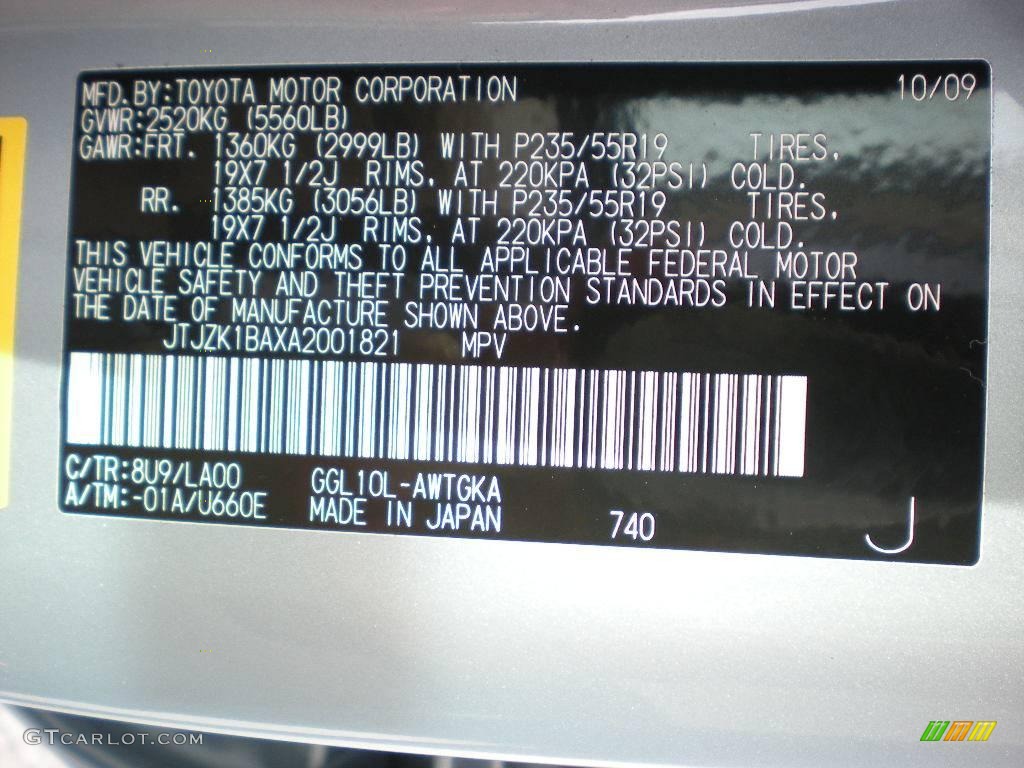 MFD.BY:TOYOTA MOTOR CORPORATION 10/09
GVWR:2520KG (5560LB)
GAWR:FRT. 1360KG (2999LB) WITH P235/55R19 TIRES,
19X7 1/2J RIMS, AT 220KPA (32PSI) COLD.
RR. 1385KG (3056LB) WITH P235/55R19 TIRES,
19X7 1/2J RIMS, AT 220KPA (32PSI) COLD.
THIS VEHICLE CONFORMS TO ALL APPLICABLE FEDERAL MOTOR
VEHICLE SAFETY AND THEFT PREVENTION STANDARDS IN EFFECT ON
THE DATE OF MANUFACTURE SHOWN ABOVE.
JTJZK1BAXA2001821 MPV
C/TR:8U9/LA00 GGL10L-AWTGKA
A/TM:-01A/U660E MADE IN JAPAN 740 J
GTCARLOT.COM